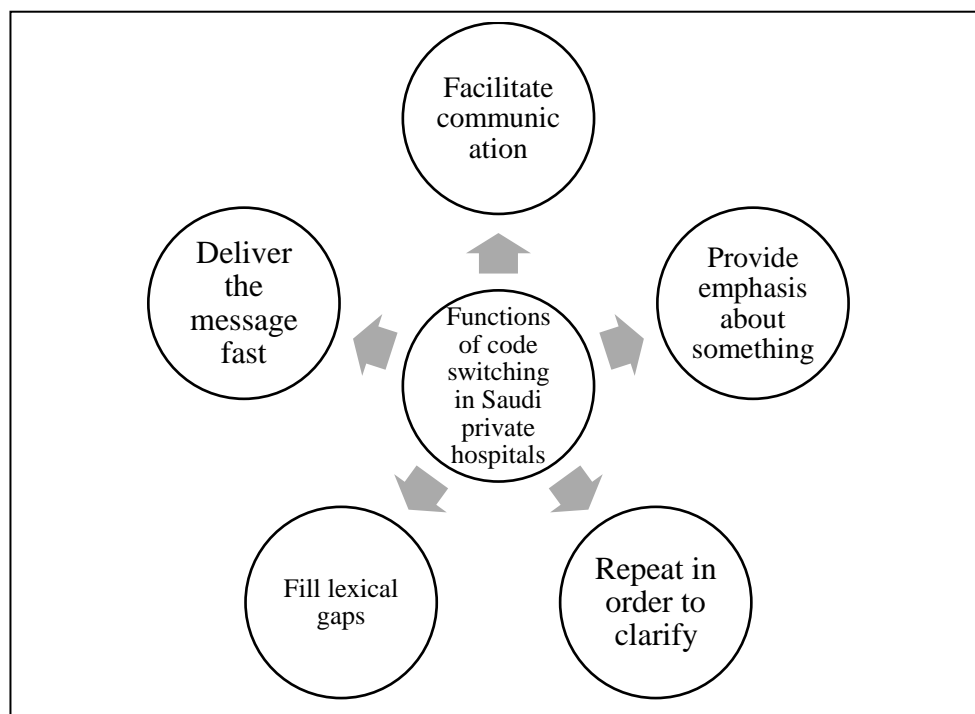 Facilitate
communic
ation
Deliver
the
message
fast
Provide
emphasis
about
something
Functions
of code
switching
in Saudi
private
hospitals
Fill lexical
gaps
Repeat in
order to
clarify